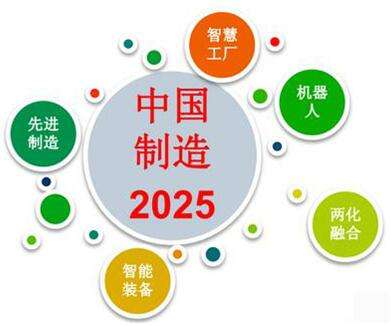 中国
制造
2025
智慧
工厂
机器
人
先进
制造
两化
融合
智能
装备